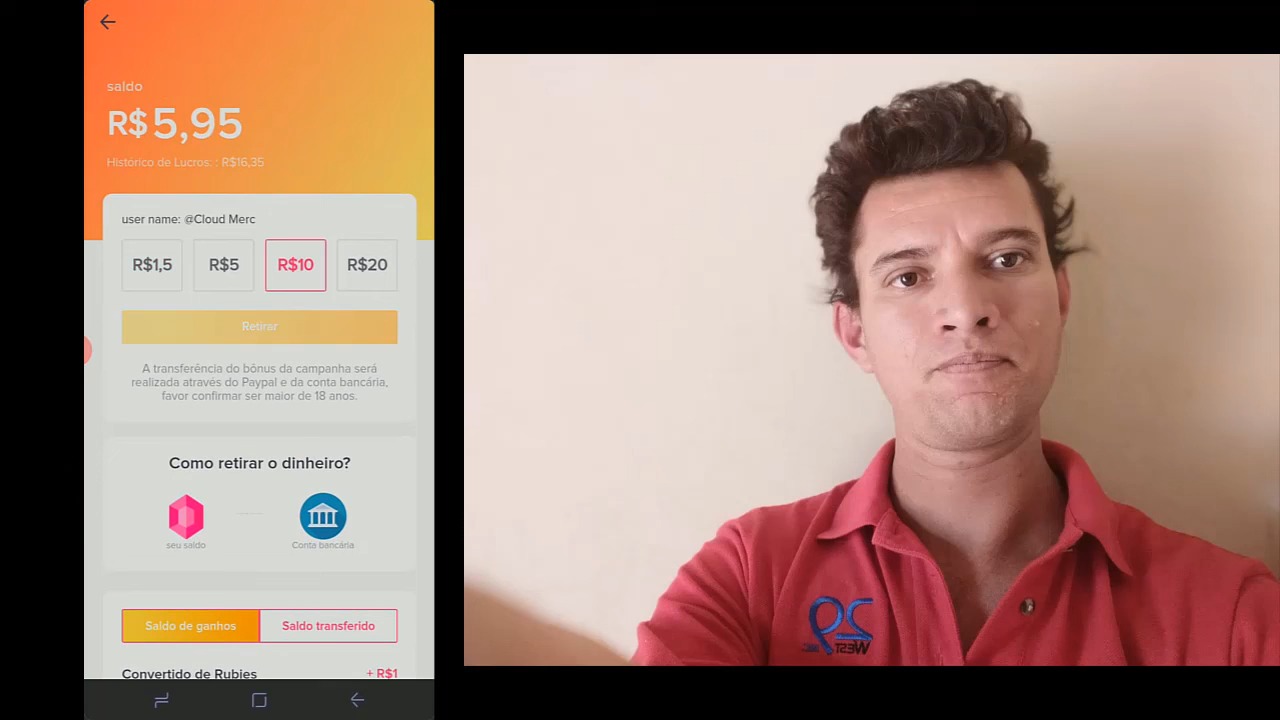 saldo
R$ 5,95
Histórico de Lucros: : R$16,35
user name: @Cloud Merc
R$1,5 R$5 R$10 R$20
Retirar
A transferência do bônus da campanha será
realizada através do Paypal e da conta bancária,
favor confirmar ser maior de 18 anos.
Como retirar o dinheiro?
seu saldo Conta bancária
Saldo de ganhos Saldo transferido
Convertido de Rubies + R$1
West